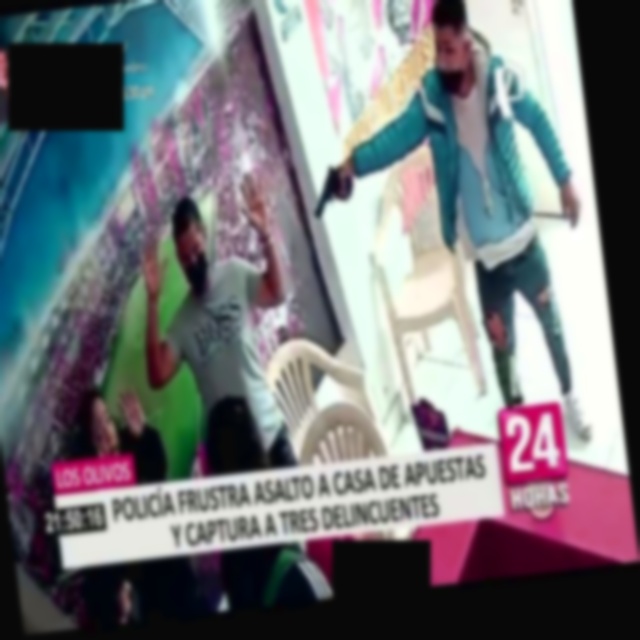 LOS OLIVOS
POLICÍA FRUSTRA ASALTO A CASA DE APUESTAS
Y CAPTURA A TRES DELINCUENTES
24
HORAS